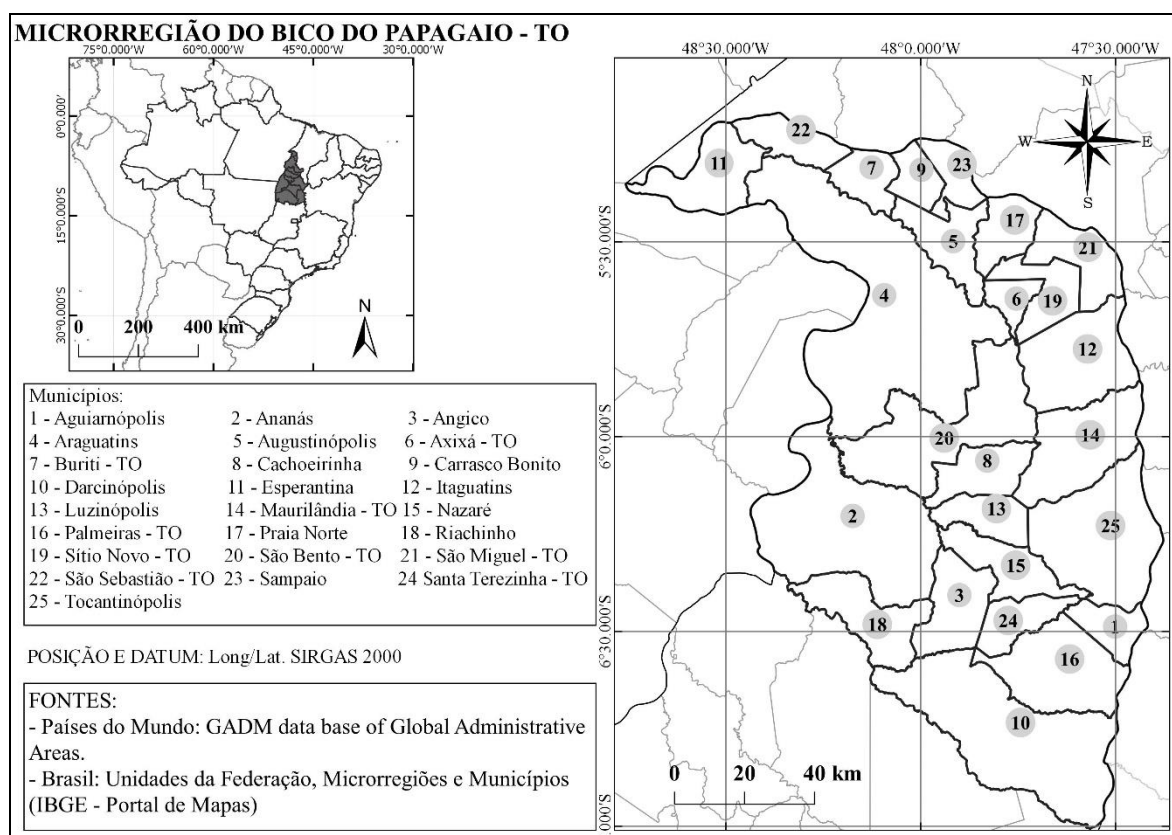 MICRORREGIÃO DO BICO DO PAPAGAIO - TO
75°0.000'W 60°0.000'W 45°0.000'W 30°0.000'W
0°0.000'
15°0.000'S
30°0.000'S
0 200 400 km
N
Municípios:
1 - Aguiarnópolis 2 - Ananás 3 - Angico
4 - Araguatins 5 - Augustinópolis 6 - Axixá - TO
7 - Buriti - TO 8 - Cachoeirinha 9 - Carrasco Bonito
10 - Darcinópolis 11 - Esperantina 12 - Itaguatins
13 - Luzinópolis 14 - Maurilândia - TO 15 - Nazaré
16 - Palmeiras - TO 17 - Praia Norte 18 - Riachinho
19 - Sítio Novo - TO 20 - São Bento - TO 21 - São Miguel - TO
22 - São Sebastião - TO 23 - Sampaio 24 Santa Terezinha - TO
25 - Tocantinópolis
POSIÇÃO E DATUM: Long/Lat. SIRGAS 2000
FONTES:
- Países do Mundo: GADM data base of Global Administrative
Areas.
- Brasil: Unidades da Federação, Microrregiões e Municípios
(IBGE - Portal de Mapas)
48°30.000'W 48°0.000'W 47°30.000'W
N
W E
S
22
11 7 9 23
17
5 21
4 6 19
12
20 14
8
2 13 25
15
3
18 24 1
16
10
5°30.000'S
6°0.000'S
6°30.000'S
0 20 40 km